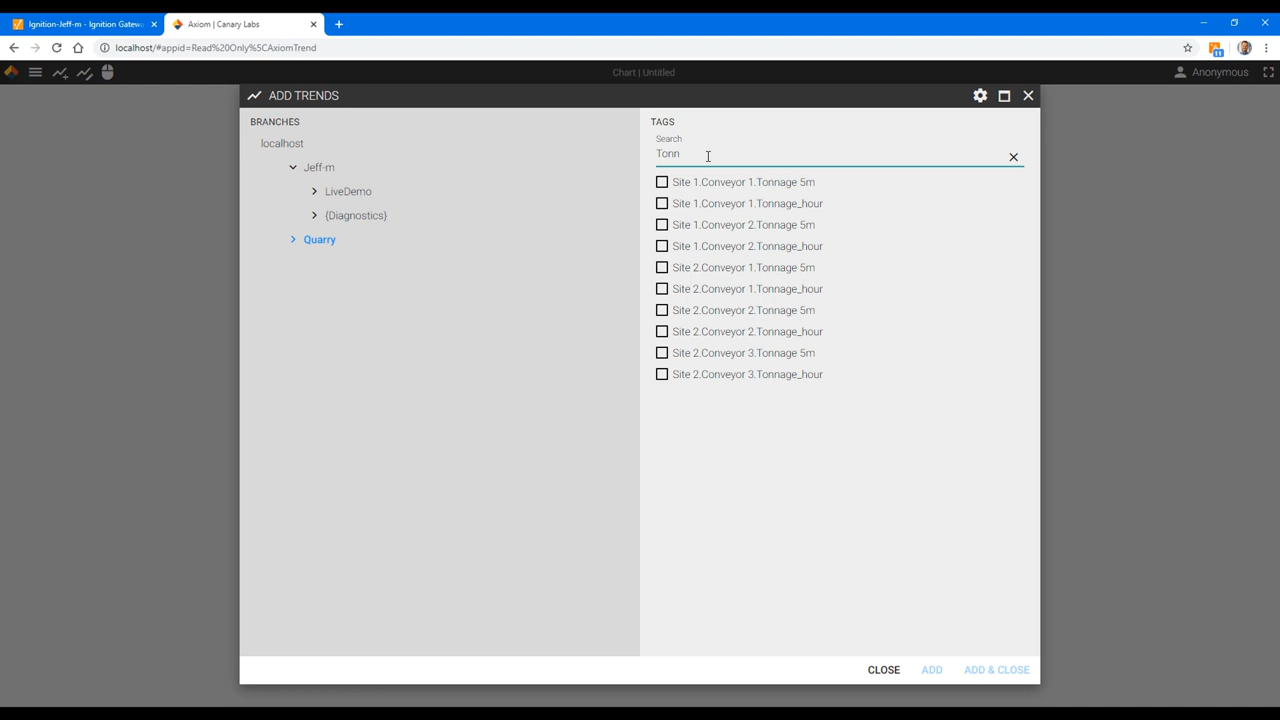 Ignition-Jeff-m - Ignition Gatew
Axiom | Canary Labs
localhost/#appid=Read%20Only%5CAxiomTrend
11
Chart | Untitled
Anonymous
ADD TRENDS
BRANCHES
localhost
Jeff-m
LiveDemo
{Diagnostics}
Quarry
TAGS
Search
Tonn
Site 1.Conveyor 1.Tonnage 5m
Site 1.Conveyor 1.Tonnage_hour
Site 1.Conveyor 2.Tonnage 5m
Site 1.Conveyor 2.Tonnage_hour
Site 2.Conveyor 1.Tonnage 5m
Site 2.Conveyor 1.Tonnage_hour
Site 2.Conveyor 2.Tonnage 5m
Site 2.Conveyor 2.Tonnage_hour
Site 2.Conveyor 3.Tonnage 5m
Site 2.Conveyor 3.Tonnage_hour
CLOSE ADD ADD & CLOSE